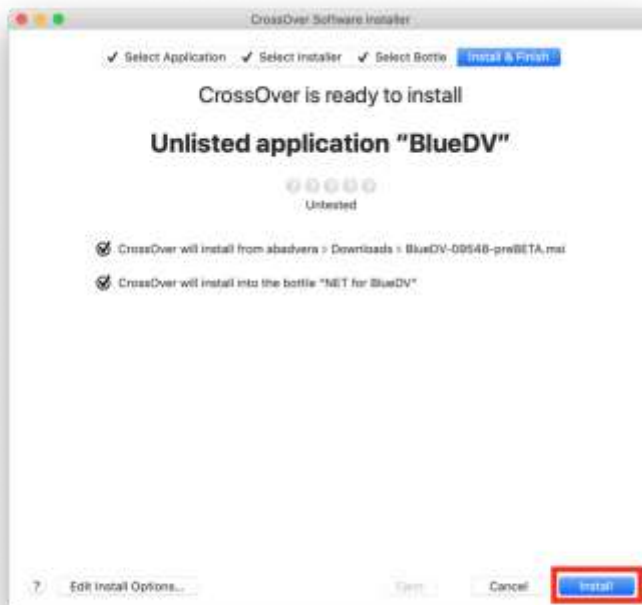 CrossOver Software Installer
✓ Select Application ✓ Select Installer ✓ Select Bottle Install & Finish
CrossOver is ready to install
Unlisted application “BlueDV”
Untested
CrossOver will install from abadvera > Downloads > BlueDV-09548-preBETA.msi
CrossOver will install into the bottle "NET for BlueDV"
? Edit Install Options... Cancel Install